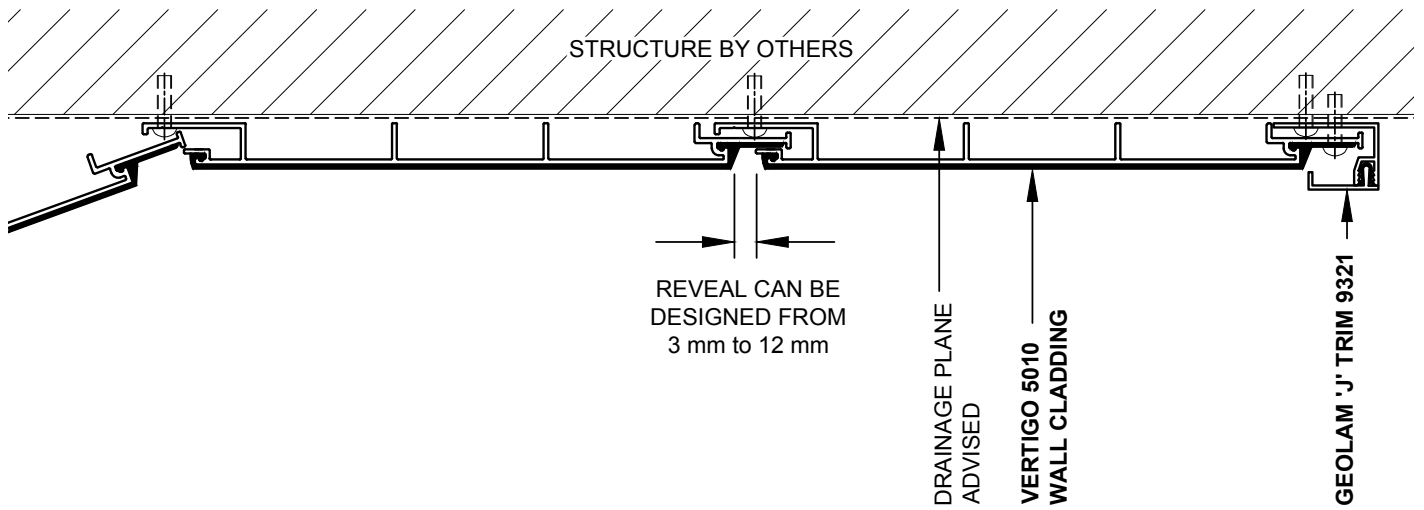 STRUCTURE BY OTHERS
REVEAL CAN BE
DESIGNED FROM
3 mm to 12 mm
DRAINAGE PLANE
ADVISED
VERTIGO 5010
WALL CLADDING
GEOLAM 'J' TRIM 9321